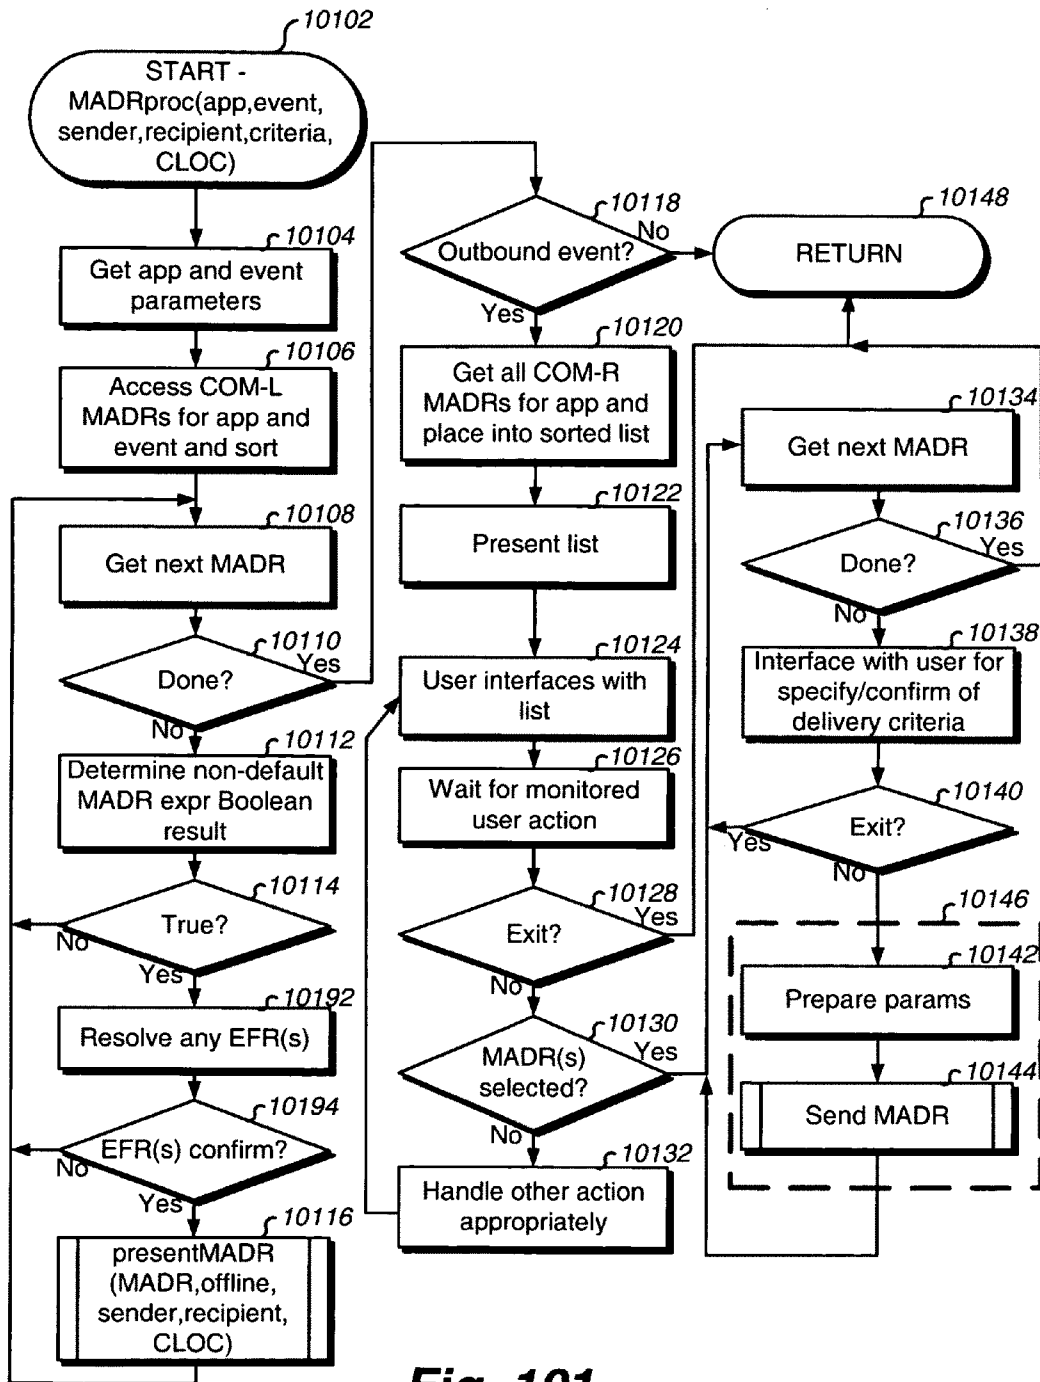 10102
START -
MADRproc(app,event,
sender,recipient,criteria,
CLOC)
10104
Get app and event
parameters
10106
Access COM-L
MADRs for app and
event and sort
10108
Get next MADR
10110
Done?
Yes
No
10112
Determine non-default
MADR expr Boolean
result
10114
True?
No
Yes
10192
Resolve any EFR(s)
10194
EFR(s) confirm?
No
Yes
10116
presentMADR
(MADR,offline,
sender,recipient,
CLOC)
10118
Outbound event?
No
Yes
10148
RETURN
10120
Get all COM-R
MADRs for app and
place into sorted list
10122
Present list
10124
User interfaces with
list
10126
Wait for monitored
user action
10128
Exit?
Yes
No
10130
MADR(s)
selected?
Yes
No
10132
Handle other action
appropriately
10134
Get next MADR
10136
Done?
Yes
No
10138
Interface with user for
specify/confirm of
delivery criteria
10140
Exit?
Yes
No
10146
10142
Prepare params
10144
Send MADR
Fig. 101